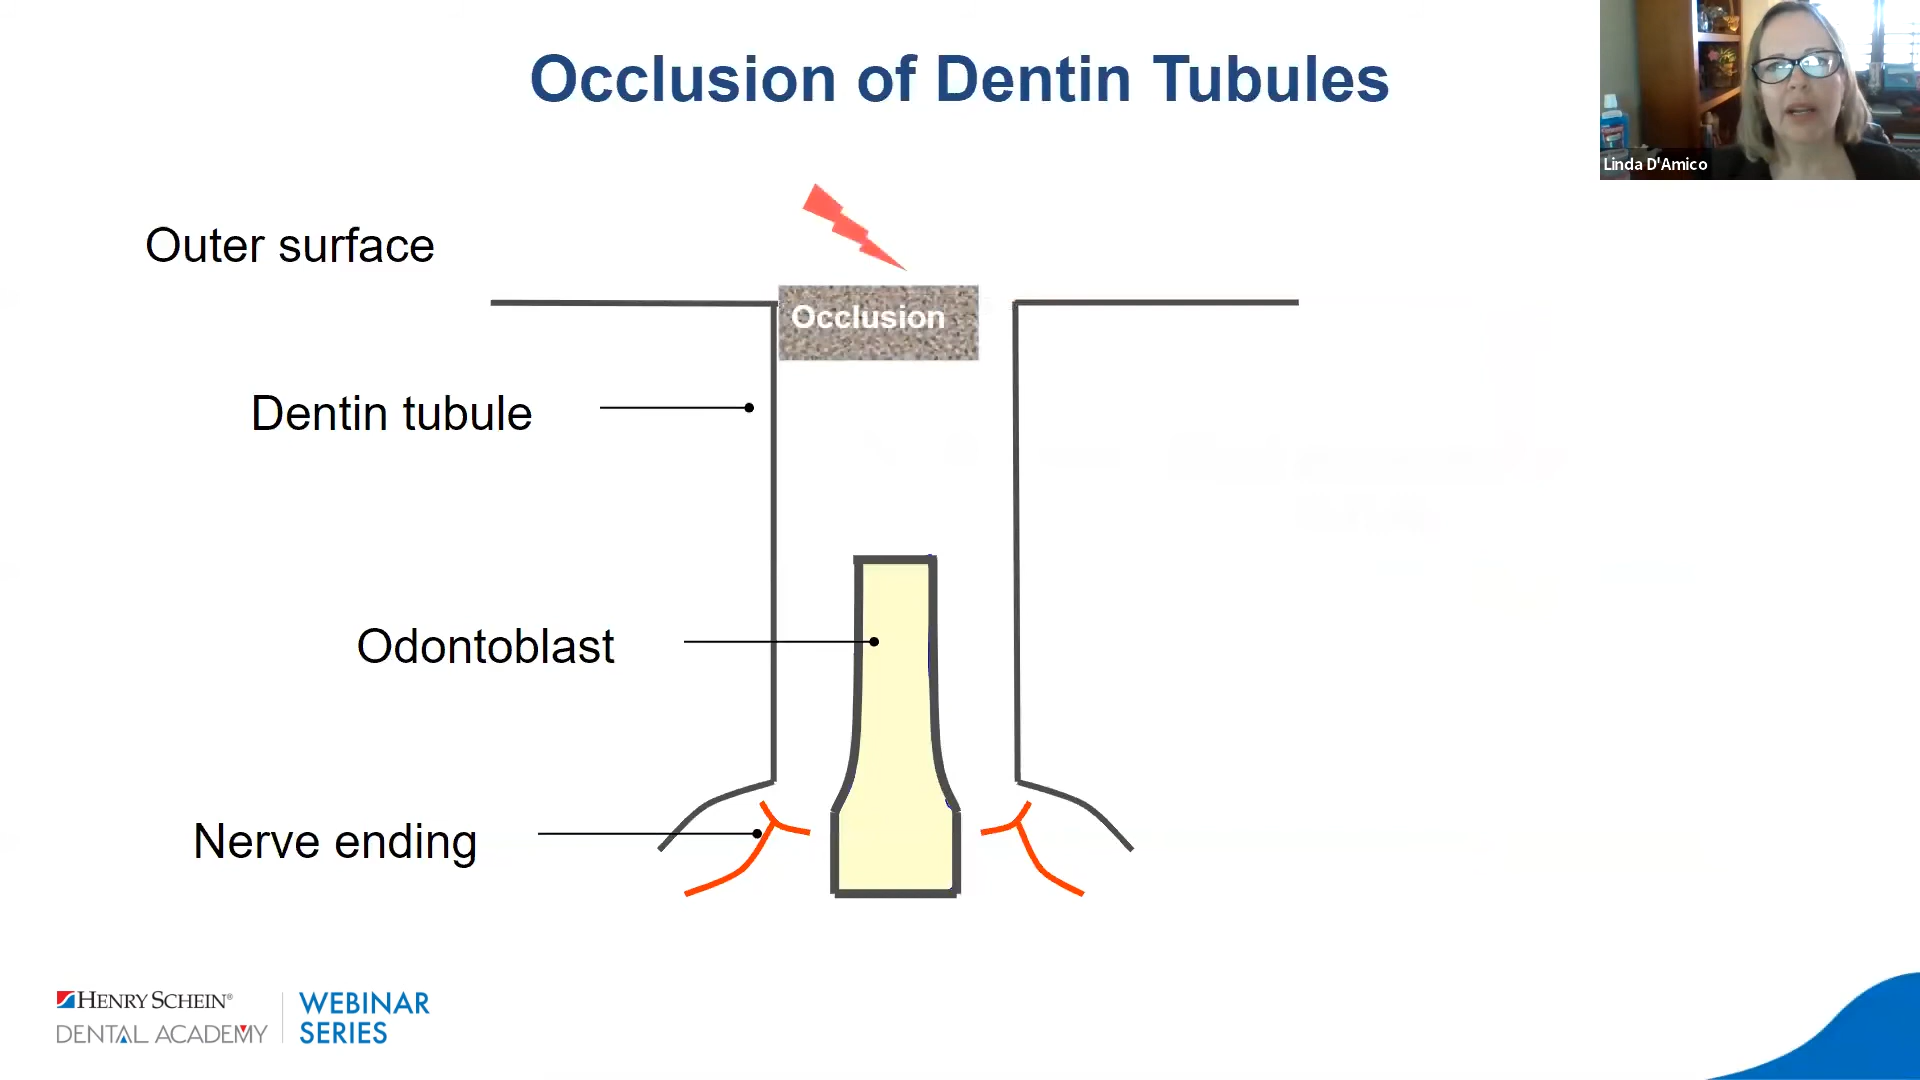 Occlusion of Dentin Tubules
Linda D'Amico
Outer surface
Occlusion
Dentin tubule
Odontoblast
Nerve ending
HENRY SCHEIN®
DENTAL ACADEMY
WEBINAR
SERIES